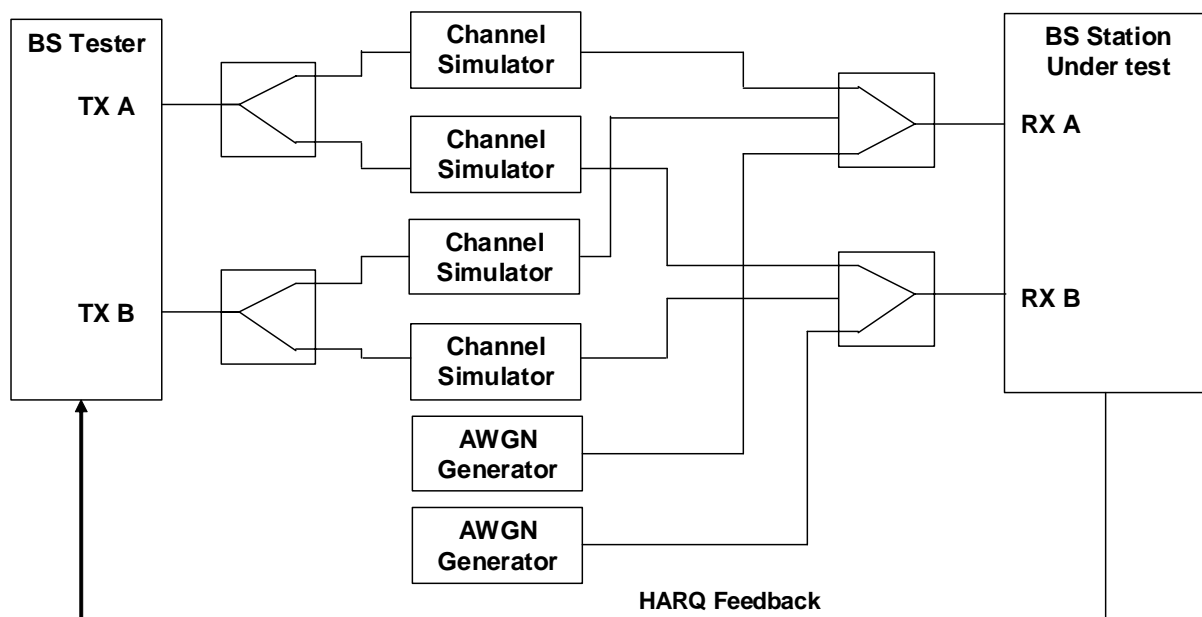 BS Tester
TX A
TX B
Channel
Simulator
Channel
Simulator
Channel
Simulator
Channel
Simulator
AWGN
Generator
AWGN
Generator
BS Station
Under test
RX A
RX B
HARQ Feedback